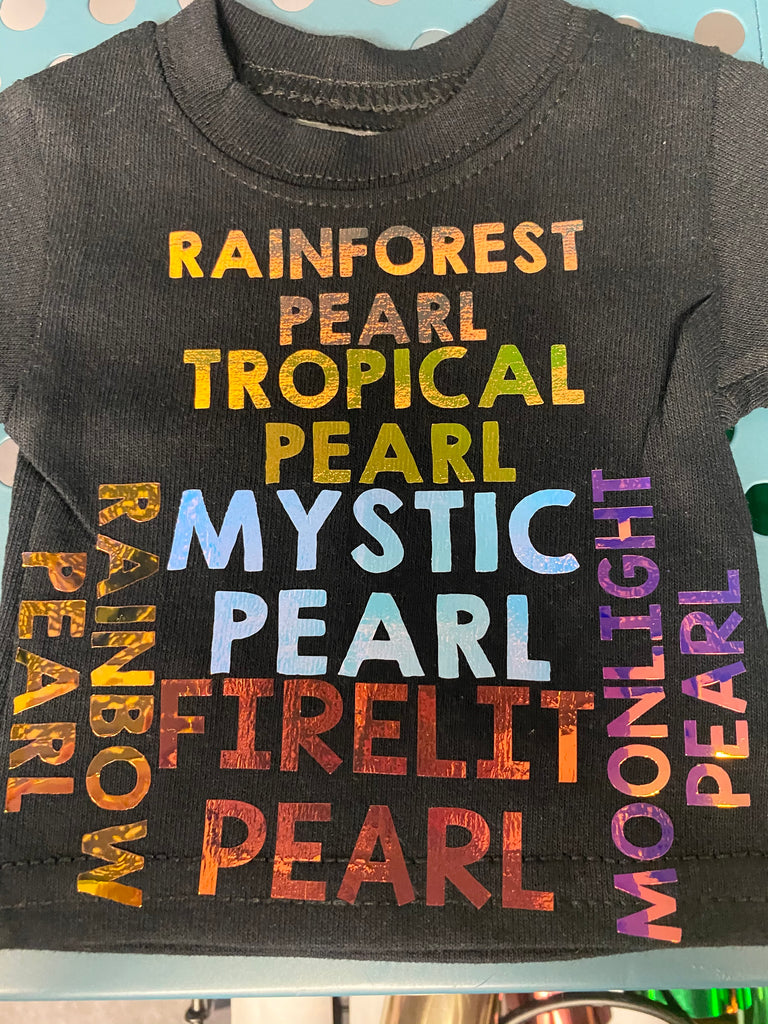 RAINFOREST
PEARL
TROPICAL
PEARL
MYSTIC
PEARL
FIRELIT
PEARL
RAINBOW
PEARL
MOONLIGHT
PEARL